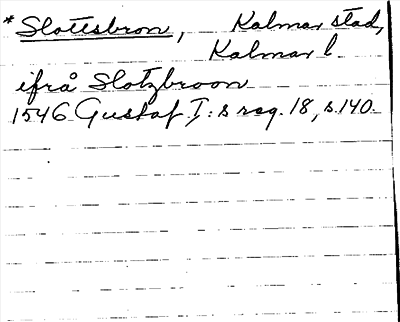 *Slottsbron, Kalmar stad,
Kalmar l.
ifrå Slotzbroon
1546 Gustaf I:s reg. 18, s. 140.